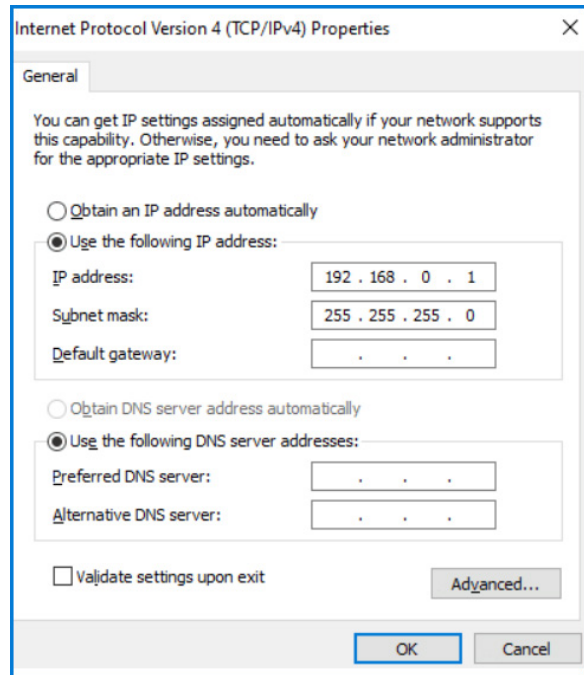 Internet Protocol Version 4 (TCP/IPv4) Properties
General
You can get IP settings assigned automatically if your network supports
this capability. Otherwise, you need to ask your network administrator
for the appropriate IP settings.
Obtain an IP address automatically
Use the following IP address:
IP address:
192 . 168 . 0 . 1
Subnet mask:
255 . 255 . 255 . 0
Default gateway:
. . .
Obtain DNS server address automatically
Use the following DNS server addresses:
Preferred DNS server:
. . .
Alternative DNS server:
. . .
Validate settings upon exit
Advanced...
OK
Cancel